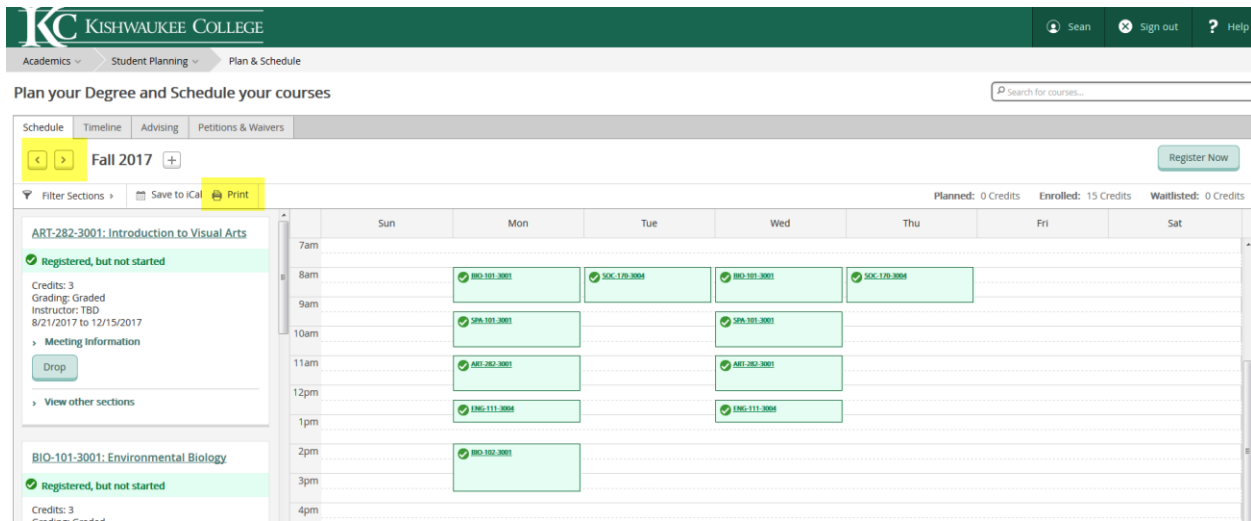 KC KISHWAUKEE COLLEGE
Sean Sign out ? Help
Academics Student Planning Plan & Schedule
Plan your Degree and Schedule your courses
Search for courses...
Schedule Timeline Advising Petitions & Waivers
< > Fall 2017 +
Register Now
Filter Sections > Save to iCal Print
Planned: 0 Credits Enrolled: 15 Credits Waitlisted: 0 Credits
ART-282-3001: Introduction to Visual Arts
Registered, but not started
Credits: 3
Grading: Graded
Instructor: TBD
8/21/2017 to 12/15/2017
> Meeting Information
Drop
> View other sections
BIO-101-3001: Environmental Biology
Registered, but not started
Credits: 3
Grading: Graded
Sun Mon Tue Wed Thu Fri Sat
7am
8am BIO-101-3001 SOC-170-3004 BIO-101-3001 SOC-170-3004
9am
SPA-101-3001 SPA-101-3001
10am
11am ART-282-3001 ART-282-3001
12pm
ENG-111-3004 ENG-111-3004
1pm
2pm BIO-102-3001
3pm
4pm